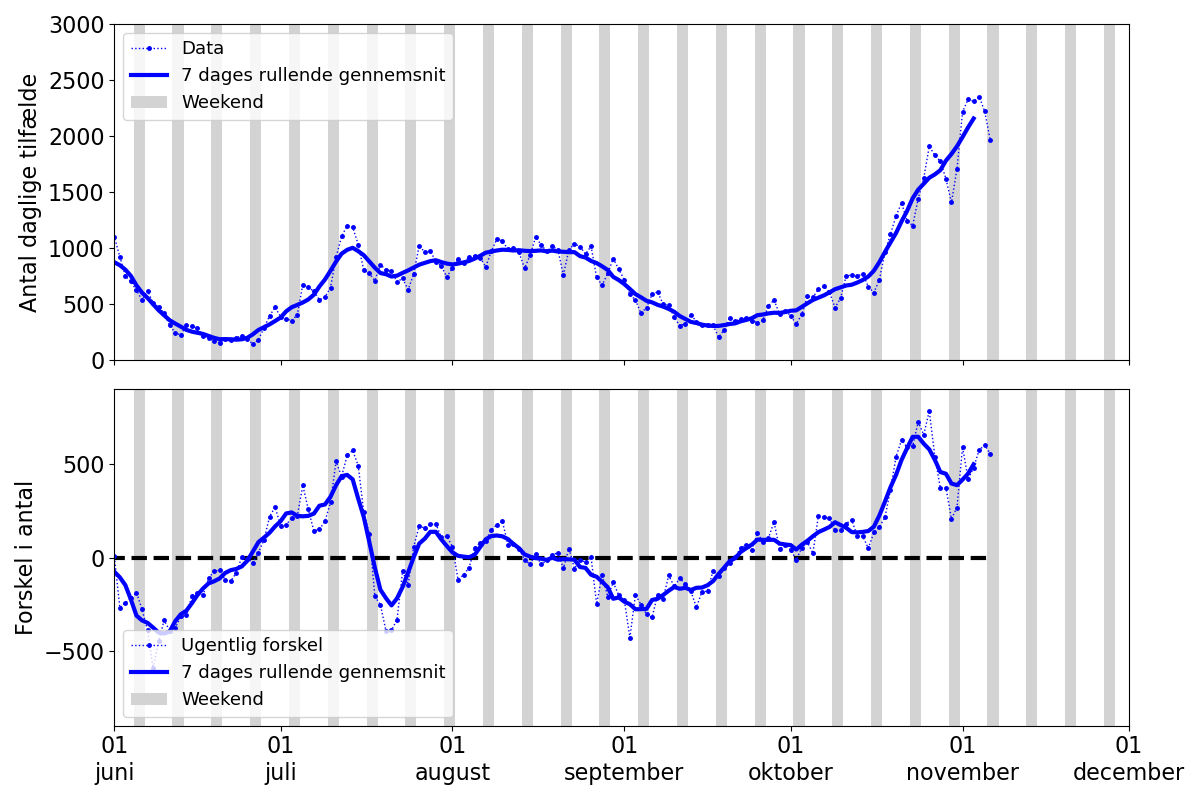 3000
2500
2000
1500
1000
500
0
Antal daglige tilfælde
Data
7 dages rullende gennemsnit
Weekend
500
0
−500
Forskel i antal
Ugentlig forskel
7 dages rullende gennemsnit
Weekend
01 01 01 01 01 01 01
juni juli august september oktober november december